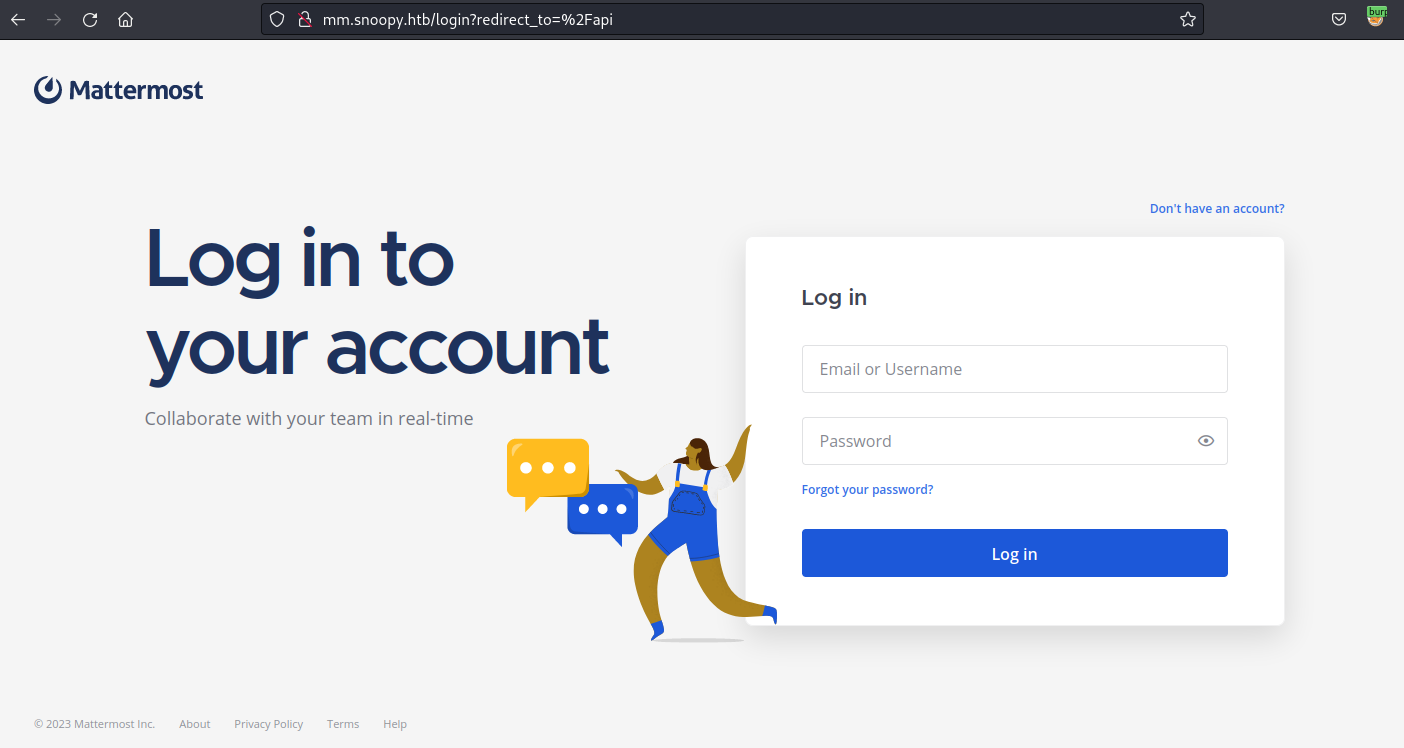 mm.snoopy.htb/login?redirect_to=%2Fapi
Mattermost
Don't have an account?
Log in to
your account
Collaborate with your team in real-time
Log in
Email or Username
Password
Forgot your password?
Log in
© 2023 Mattermost Inc. About Privacy Policy Terms Help